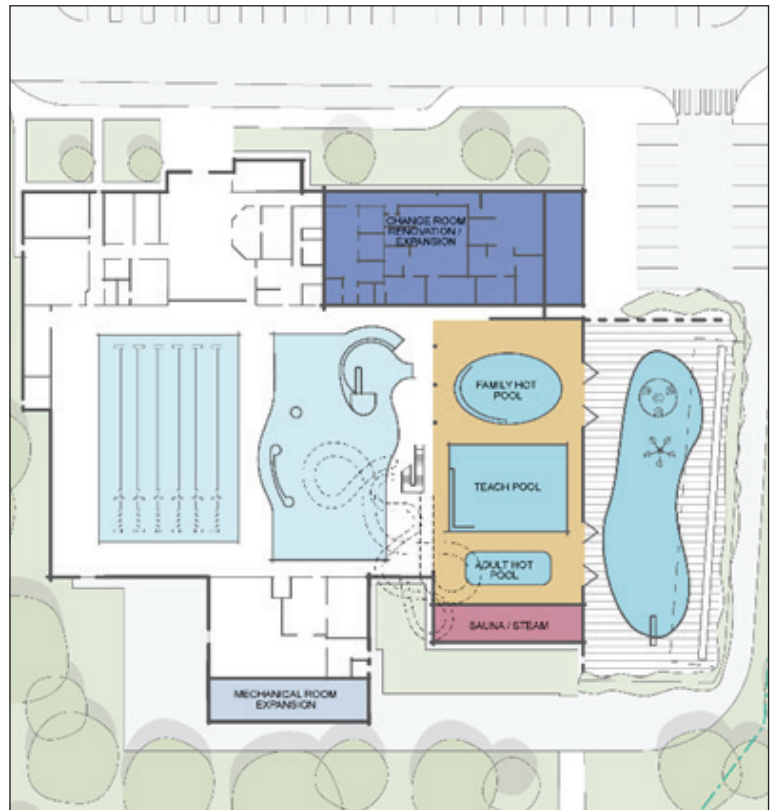 CHANGE ROOM
RENOVATION /
EXPANSION
FAMILY HOT
POOL
TEACH POOL
ADULT HOT
POOL
SAUNA / STEAM
MECHANICAL ROOM
EXPANSION